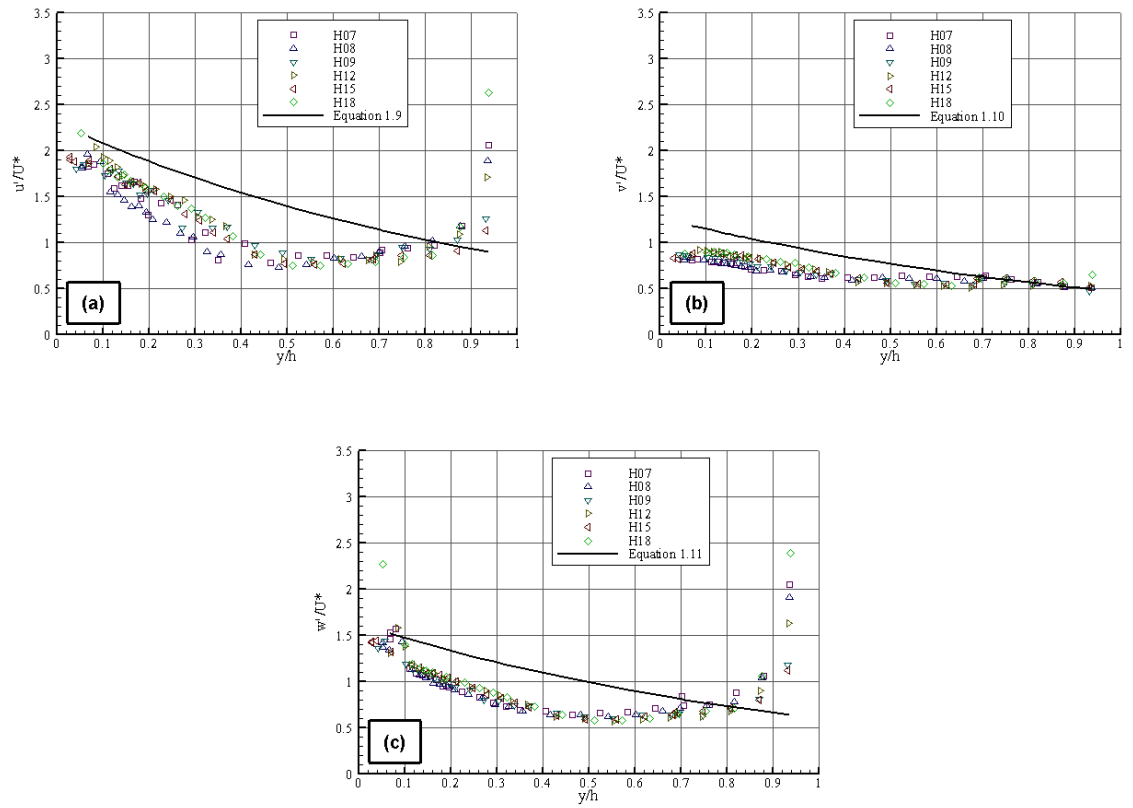 3.5
3
2.5
2
1.5
1
0.5
0
u'/U*
H07
H08
H09
H12
H15
H18
Equation 1.9
(a)
0 0.1 0.2 0.3 0.4 0.5 0.6 0.7 0.8 0.9 1
y/h
3.5
3
2.5
2
1.5
1
0.5
0
v'/U*
H07
H08
H09
H12
H15
H18
Equation 1.10
(b)
0 0.1 0.2 0.3 0.4 0.5 0.6 0.7 0.8 0.9 1
y/h
3.5
3
2.5
2
1.5
1
0.5
0
w'/U*
H07
H08
H09
H12
H15
H18
Equation 1.11
(c)
0 0.1 0.2 0.3 0.4 0.5 0.6 0.7 0.8 0.9 1
y/h